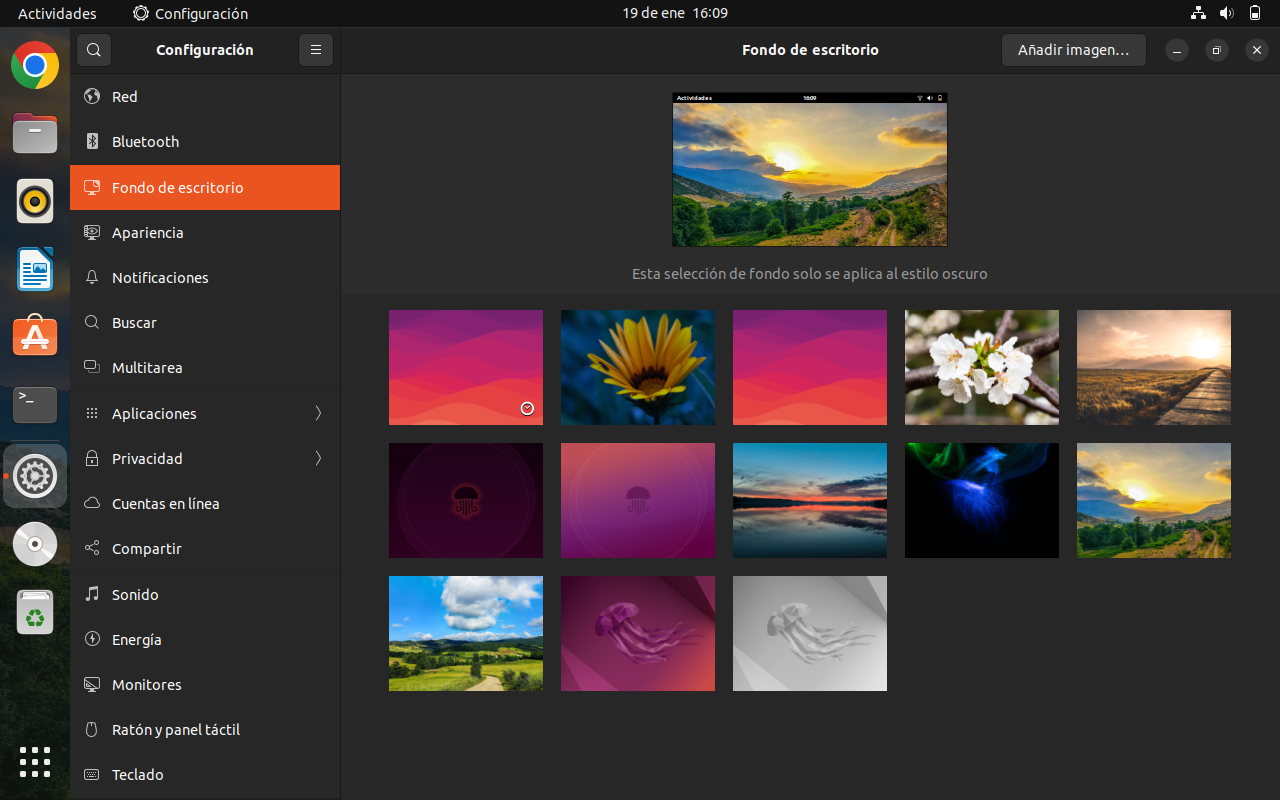 Actividades
Configuración
19 de ene 16:09
Configuración
Fondo de escritorio
Añadir imagen…
Red
Bluetooth
Fondo de escritorio
Apariencia
Notificaciones
Buscar
Multitarea
Aplicaciones
Privacidad
Cuentas en línea
Compartir
Sonido
Energía
Monitores
Ratón y panel táctil
Teclado
Actividades
16:09
Esta selección de fondo solo se aplica al estilo oscuro
>_